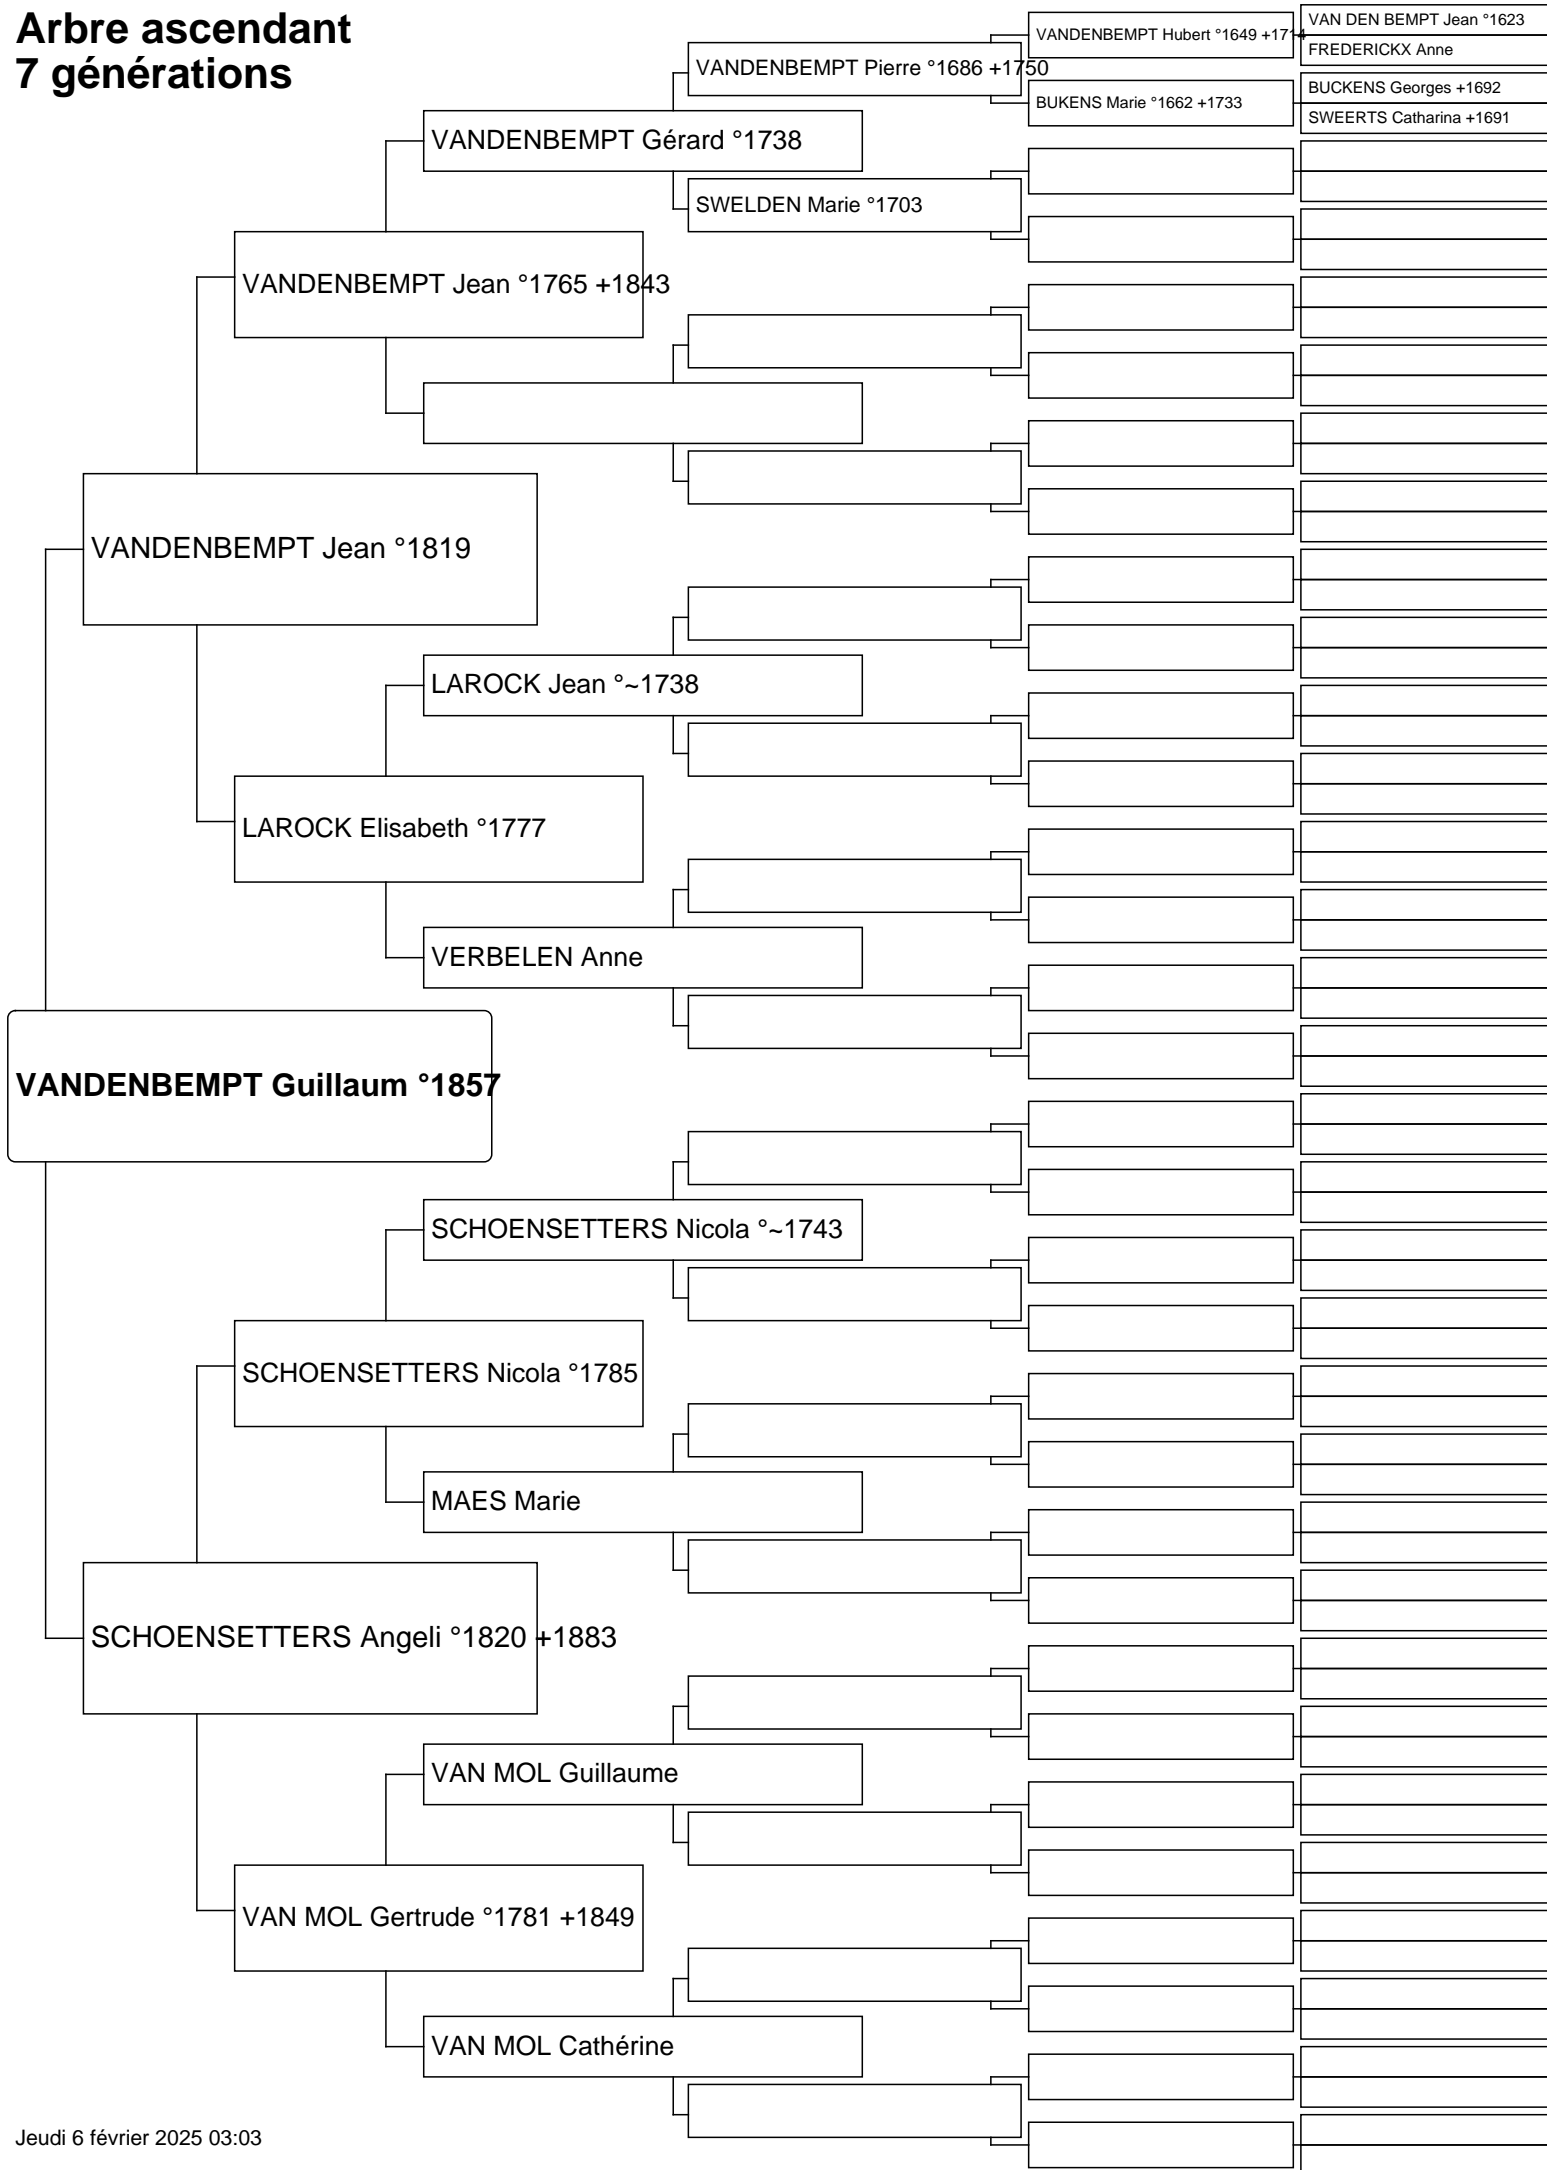 Arbre ascendant
7 générations
VANDENBEMPT Hubert °1649 +1714
VAN DEN BEMPT Jean °1623
FREDERICKX Anne
VANDENBEMPT Pierre °1686 +1750
BUKENS Marie °1662 +1733
BUCKENS Georges +1692
SWEERTS Catharina +1691
VANDENBEMPT Gérard °1738
SWELDEN Marie °1703
VANDENBEMPT Jean °1765 +1843
VANDENBEMPT Jean °1819
LAROCK Jean °~1738
LAROCK Elisabeth °1777
VERBELEN Anne
VANDENBEMPT Guillaum °1857
SCHOENSETTERS Nicola °~1743
SCHOENSETTERS Nicola °1785
MAES Marie
SCHOENSETTERS Angeli °1820 +1883
VAN MOL Guillaume
VAN MOL Gertrude °1781 +1849
VAN MOL Cathérine
Jeudi 6 février 2025 03:03